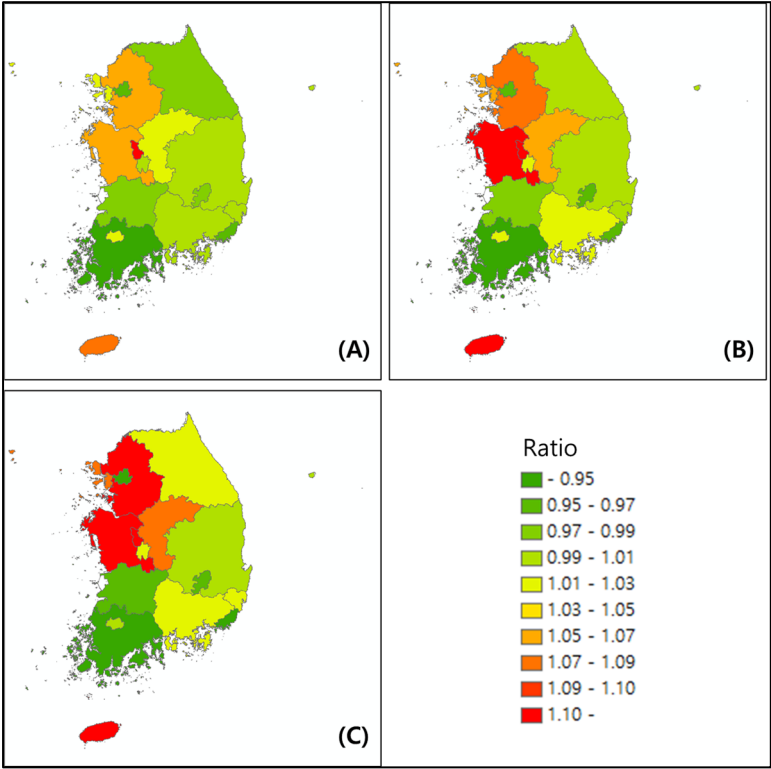 (A)
(B)
(C)
Ratio
- 0.95
0.95 - 0.97
0.97 - 0.99
0.99 - 1.01
1.01 - 1.03
1.03 - 1.05
1.05 - 1.07
1.07 - 1.09
1.09 - 1.10
1.10 -